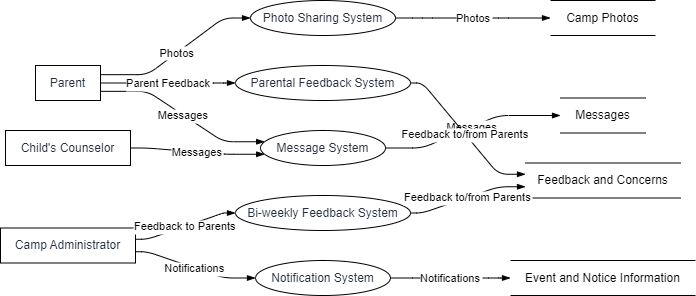 Photo Sharing System
Photos
Camp Photos
Photos
Parent
Parent Feedback
Parental Feedback System
Messages
Messages
Messages
Feedback to/from Parents
Child's Counselor
Messages
Message System
Feedback and Concerns
Feedback to/from Parents
Bi-weekly Feedback System
Feedback to Parents
Camp Administrator
Notifications
Notification System
Notifications
Event and Notice Information